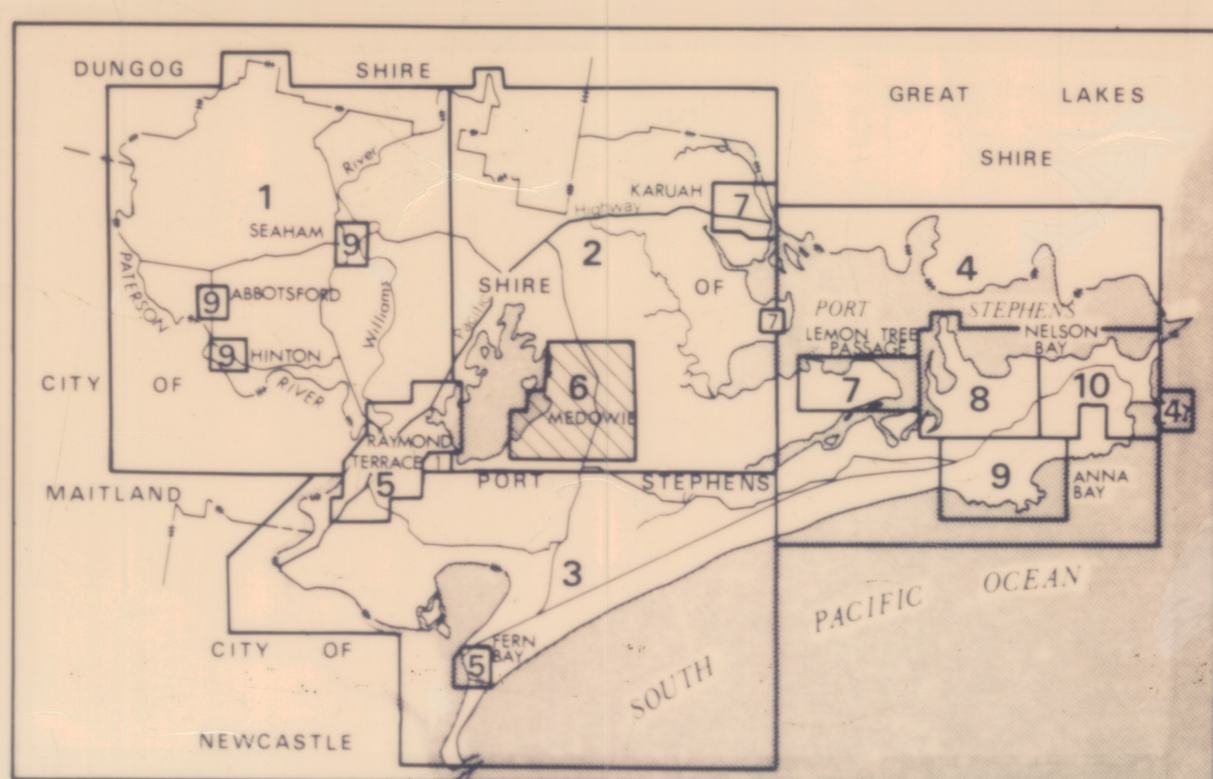 DUNGOG SHIRE
GREAT LAKES
SHIRE
1
River
KARUAH
7
Highway
SEAHAM
9
2
4
PATERSON
SHIRE
OF
9
ABBOTSFORD
Williams
Pacific
PORT STEPHENS
7
LEMON TREE
PASSAGE
NELSON
BAY
9
HINTON
CITY OF
RIVER
6
MEDOWIE
7
8
10
4
RAYMOND
TERRACE
5
MAITLAND
PORT STEPHENS
9
ANNA
BAY
3
PACIFIC OCEAN
CITY OF
FERN
BAY
5
SOUTH
NEWCASTLE